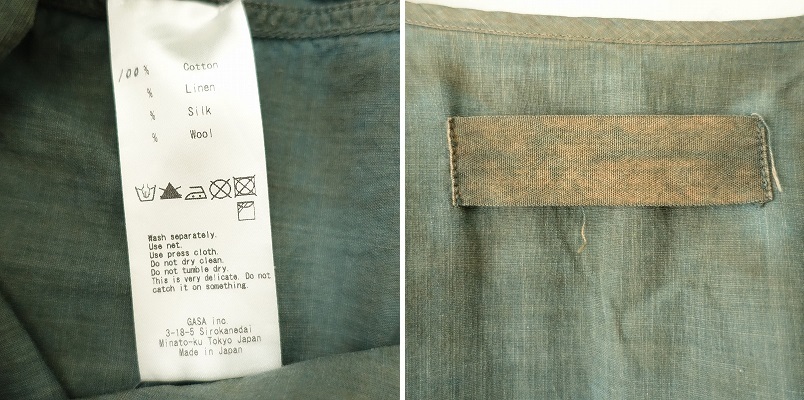 100% Cotton
% Linen
% Silk
% Wool
Wash separately.
Use net.
Use press cloth.
Do not dry clean.
Do not tumble dry.
This is very delicate. Do not
catch it on something.
GASA inc
3-18-5 Sirokanedai
Minato-ku Tokyo Japan
Made in Japan